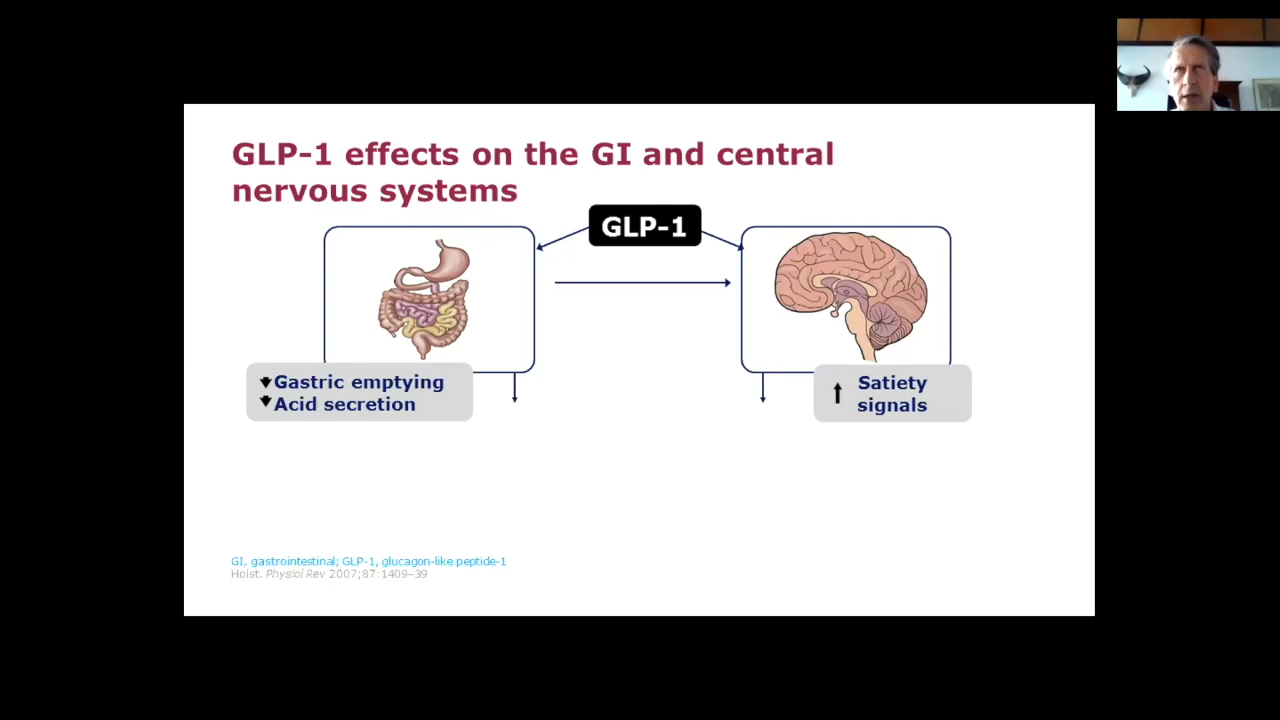 GLP-1 effects on the GI and central
nervous systems
GLP-1
Gastric emptying
Acid secretion
Satiety
signals
GI, gastrointestinal; GLP-1, glucagon-like peptide-1
Holst. Physiol Rev 2007;87:1409–39